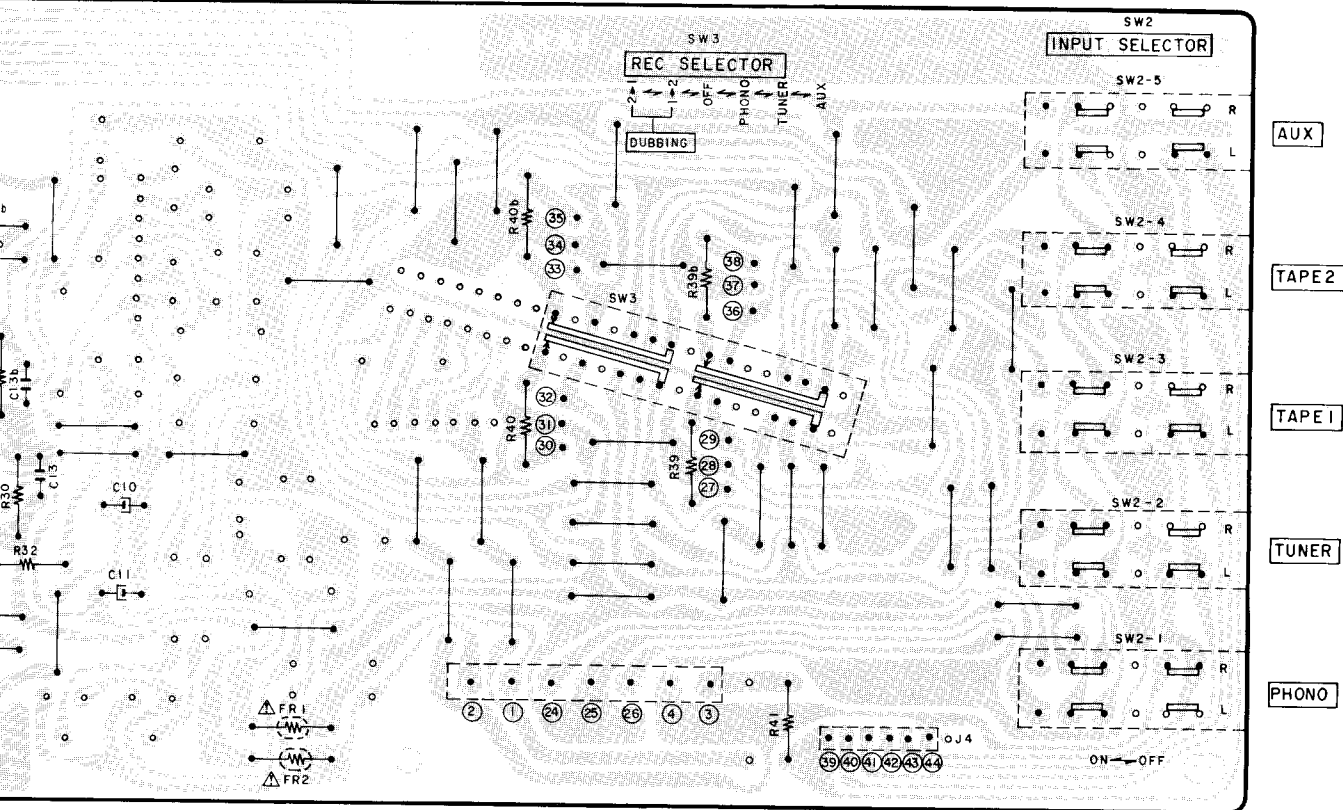 SW3
REC SELECTOR
2→1
1→2
OFF
PHONO
TUNER
AUX
DUBBING
SW2
INPUT SELECTOR
SW2-5
R
L
AUX
SW2-4
R
L
TAPE2
SW2-3
R
L
TAPE1
SW2-2
R
L
TUNER
SW2-1
R
L
PHONO
ON OFF
b
R40b
35
34
33
R39b
38
37
36
SW3
C13b
R40
32
31
30
R39
29
28
27
R30
C13
C10
R32
C11
⚠ FR1
⚠ FR2
2 1 24 25 26 4 3
R41
J4
39 40 41 42 43 44